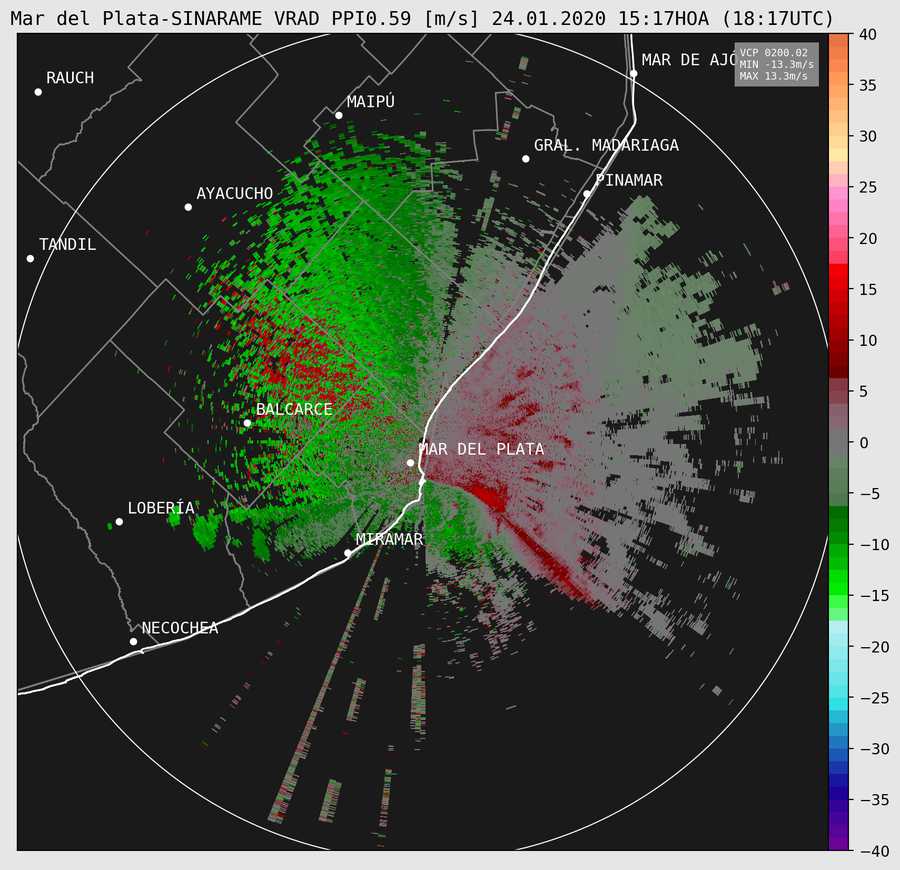 Mar del Plata-SINARAME VRAD PPI0.59 [m/s] 24.01.2020 15:17HOA (18:17UTC)
MAR DE AJÓ
VCP 0200.02
MIN -13.3m/s
MAX 13.3m/s
RAUCH
MAIPÚ
GRAL. MADARIAGA
PINAMAR
AYACUCHO
TANDIL
BALCARCE
MAR DEL PLATA
LOBERÍA
MIRAMAR
NECOCHEA
40
35
30
25
20
15
10
5
0
−5
−10
−15
−20
−25
−30
−35
−40